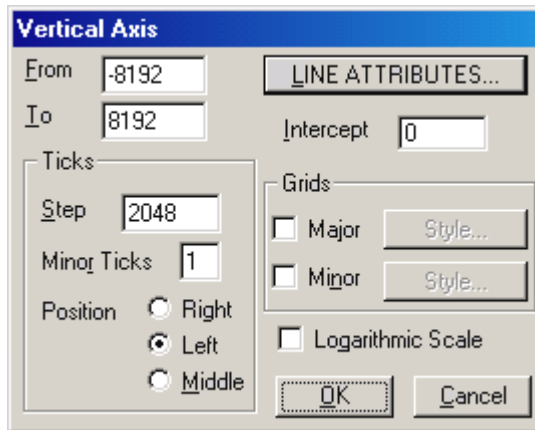 Vertical Axis
From -8192
To 8192
LINE ATTRIBUTES...
Intercept 0
Ticks
Step 2048
Minor Ticks 1
Position
Right
Left
Middle
Grids
Major Style...
Minor Style...
Logarithmic Scale
OK Cancel